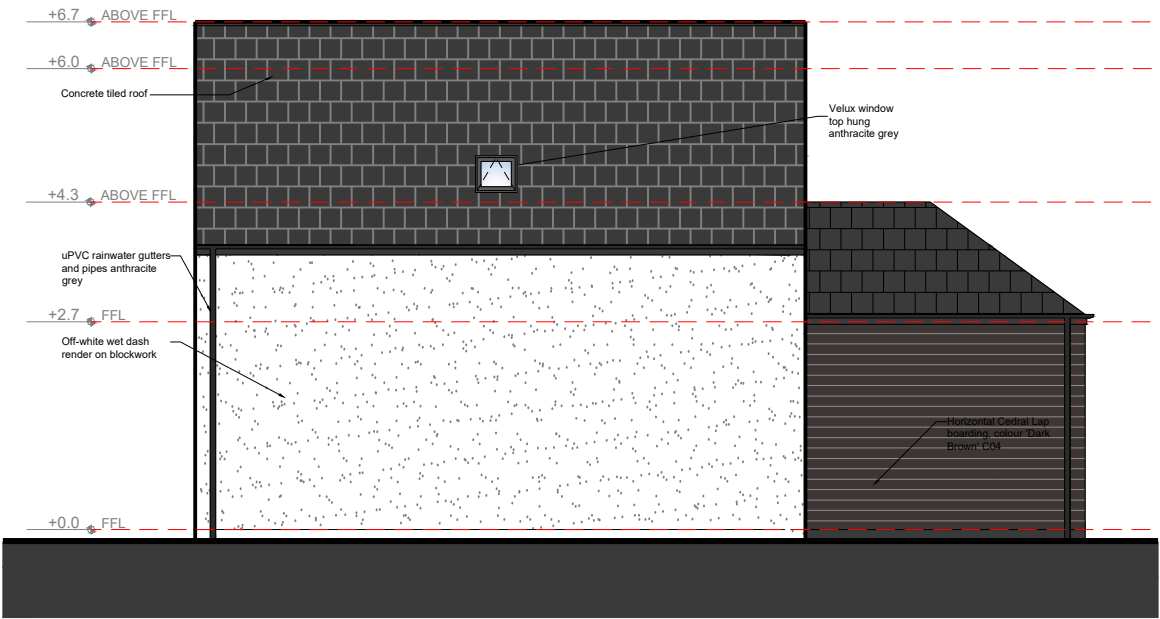 +6.7 ABOVE FFL
+6.0 ABOVE FFL
Concrete tiled roof
Velux window
top hung
anthracite grey
+4.3 ABOVE FFL
uPVC rainwater gutters
and pipes anthracite
grey
+2.7 FFL
Off-white wet dash
render on blockwork
Horizontal Cedral Lap
boarding, colour 'Dark
Brown' C04
+0.0 FFL